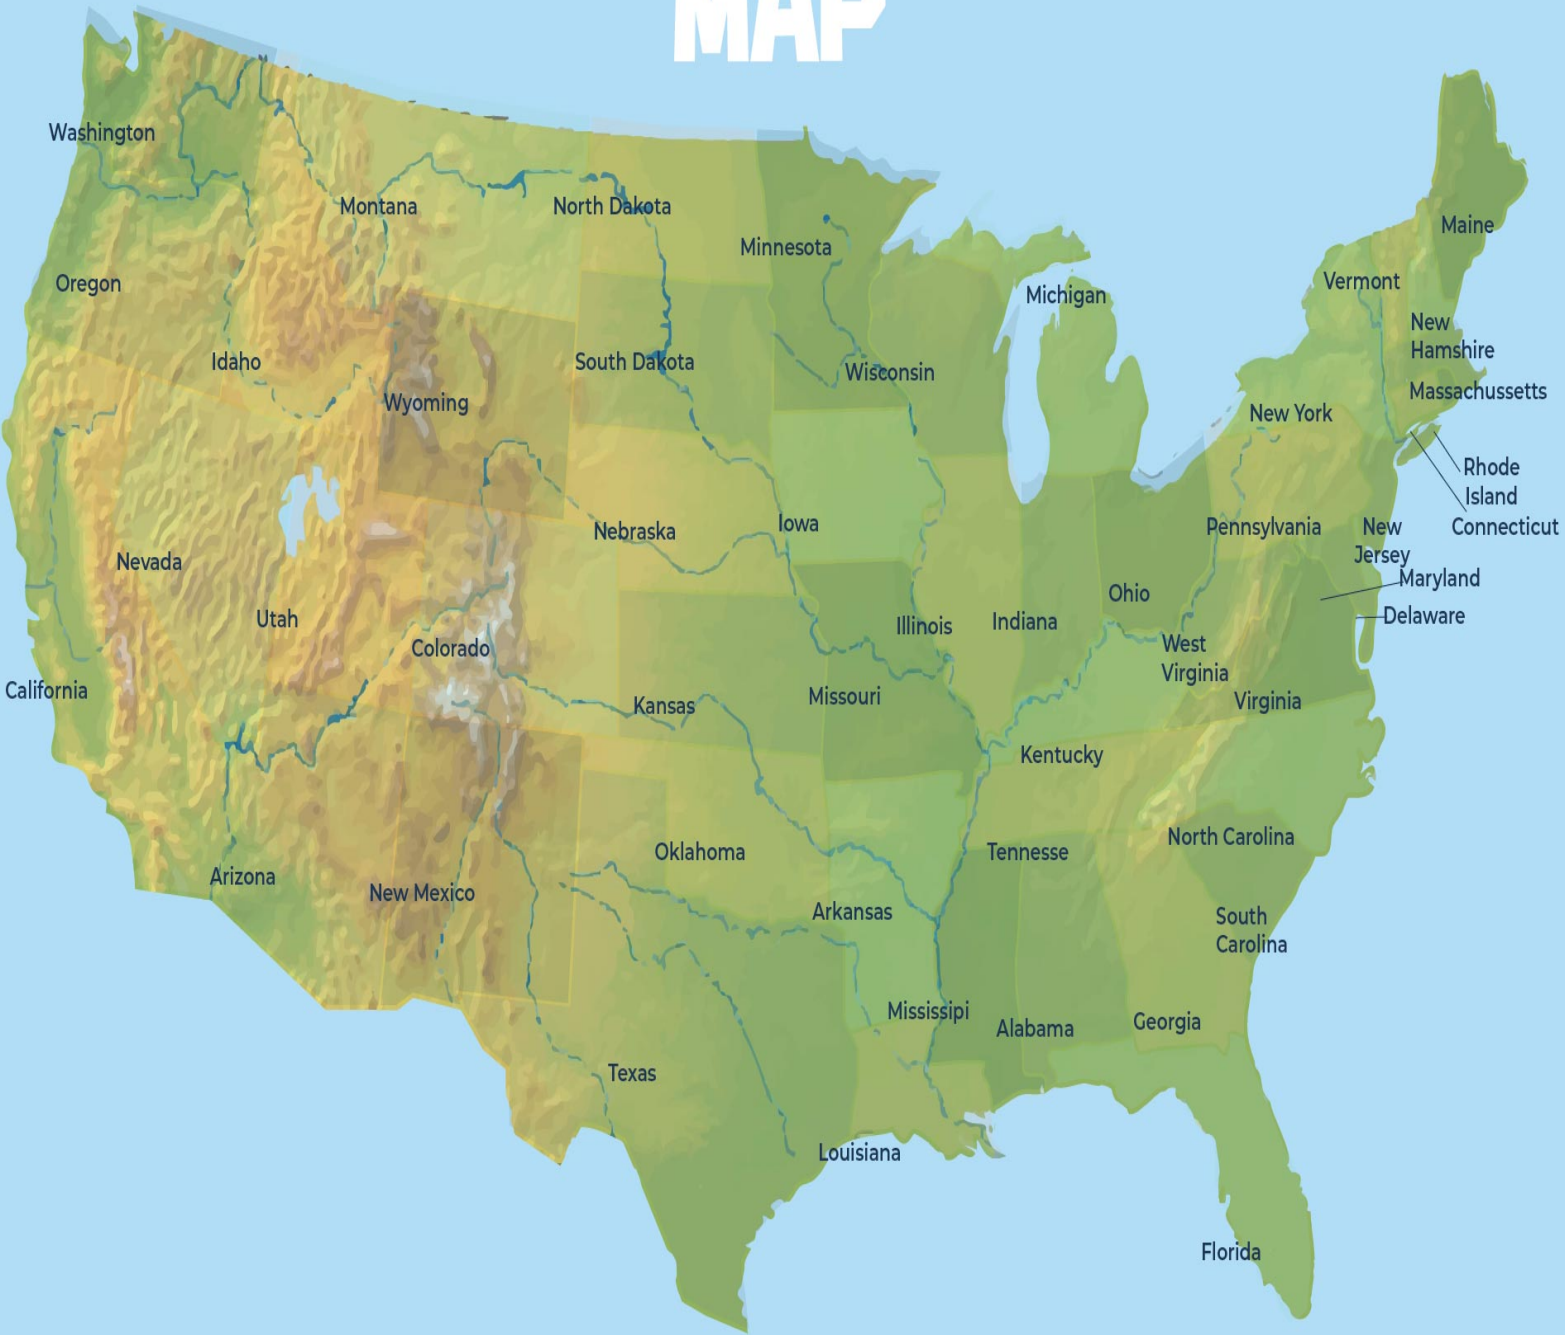 MAP
Washington
Montana
North Dakota
Minnesota
Michigan
Maine
Vermont
Oregon
New
Hamshire
Idaho
South Dakota
Wisconsin
Wyoming
Massachussetts
New York
Rhode
Island
Connecticut
Nevada
Nebraska
Iowa
Pennsylvania
New
Jersey
Maryland
Delaware
Utah
Colorado
Illinois
Indiana
Ohio
West
Virginia
California
Kansas
Missouri
Virginia
Kentucky
Arizona
New Mexico
Oklahoma
Tennesse
North Carolina
Arkansas
South
Carolina
Mississipi
Alabama
Georgia
Texas
Louisiana
Florida